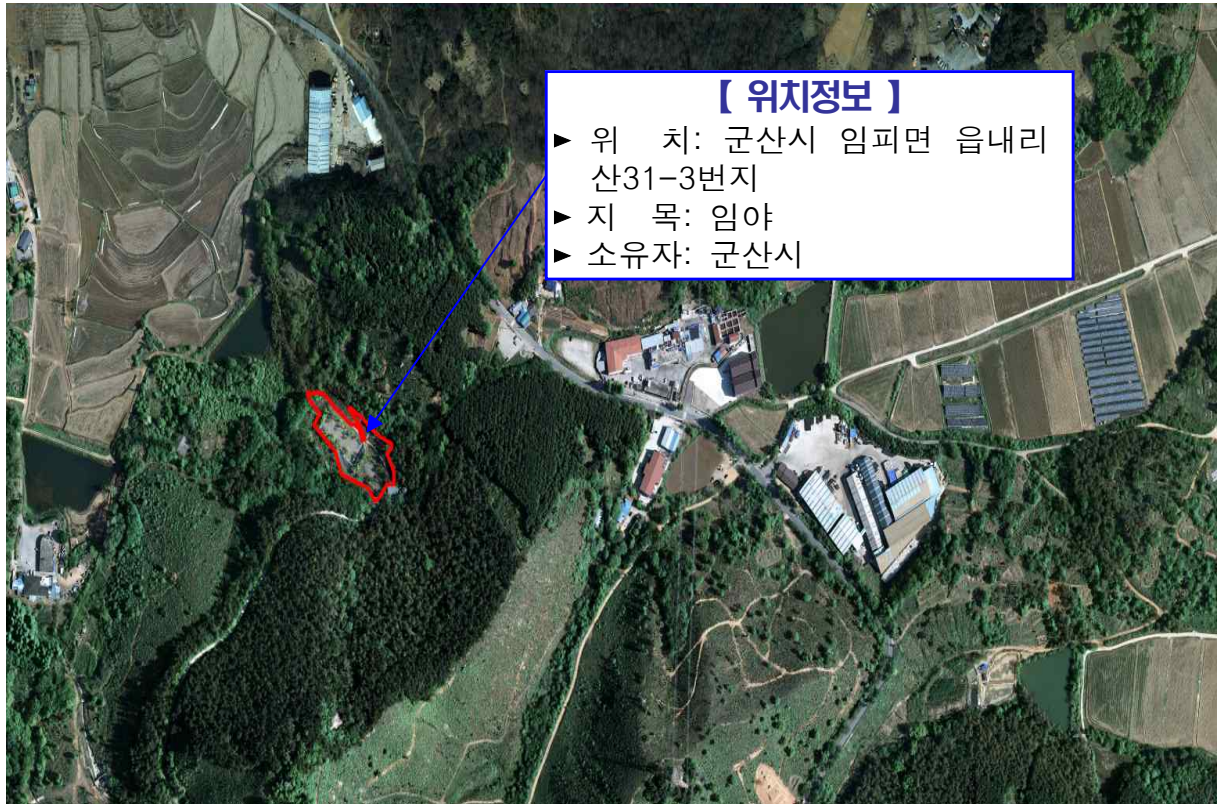 【 위치정보 】
► 위 치: 군산시 임피면 읍내리
산31-3번지
► 지 목: 임야
► 소유자: 군산시